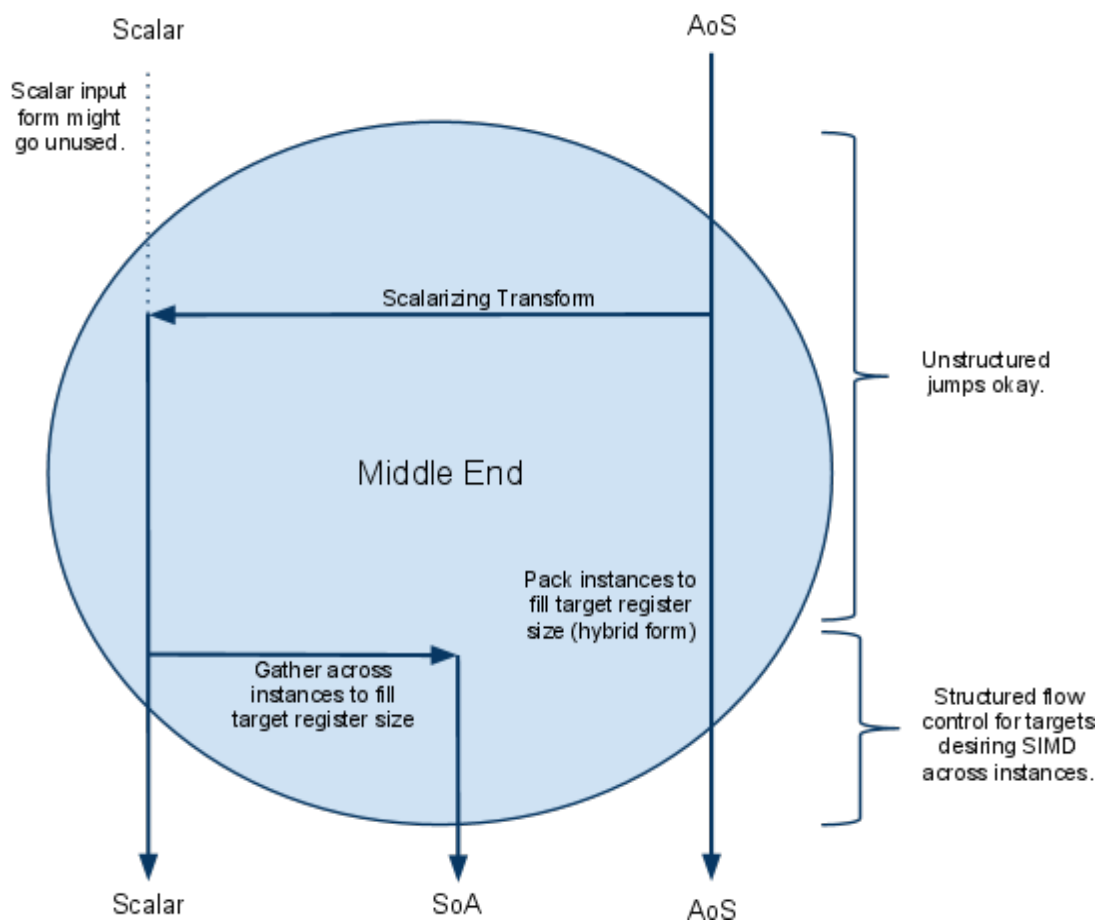 Scalar
AoS
Scalar input
form might
go unused.
Scalarizing Transform
Unstructured
jumps okay.
Middle End
Pack instances to
fill target register
size (hybrid form)
Gather across
instances to fill
target register size
Structured flow
control for targets
desiring SIMD
across instances.
Scalar
SoA
AoS